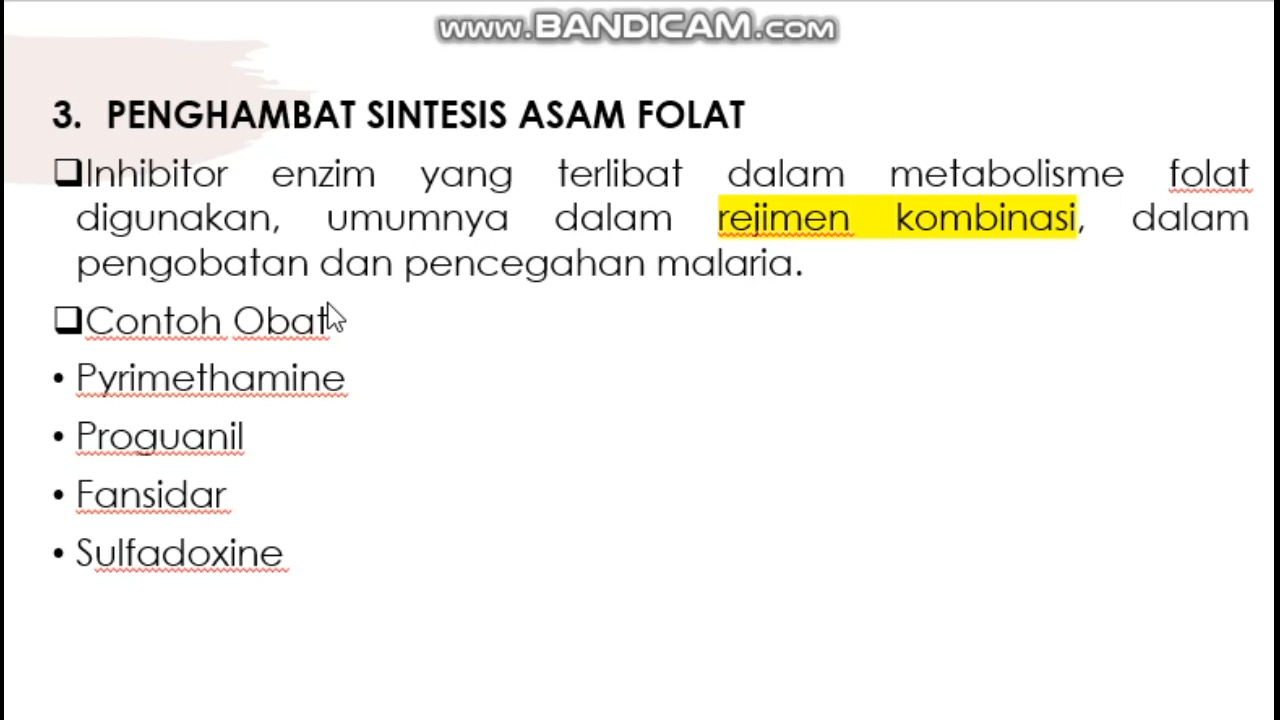 www.BANDICAM.com
3. PENGHAMBAT SINTESIS ASAM FOLAT
❑Inhibitor enzim yang terlibat dalam metabolisme folat
digunakan, umumnya dalam rejimen kombinasi, dalam
pengobatan dan pencegahan malaria.
❑Contoh Obat
• Pyrimethamine
• Proguanil
• Fansidar
• Sulfadoxine